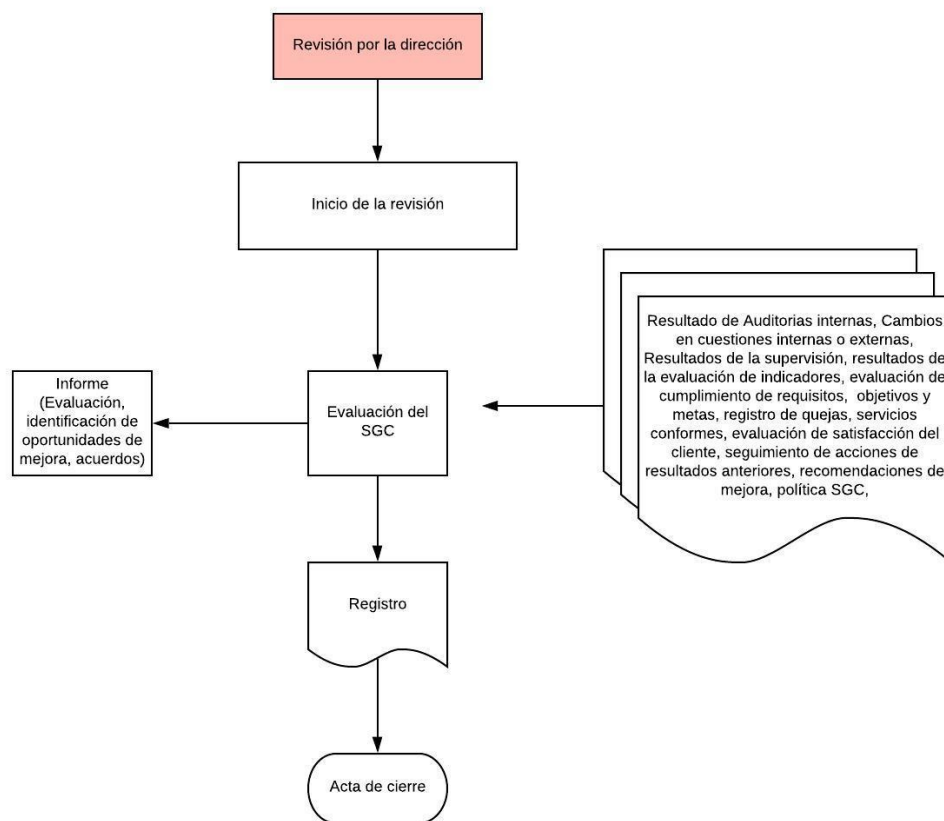 Revisión por la dirección
Inicio de la revisión
Resultado de Auditorias internas, Cambios
en cuestiones internas o externas,
Resultados de la supervisión, resultados de
la evaluación de indicadores, evaluación de
cumplimiento de requisitos, objetivos y
metas, registro de quejas, servicios
conformes, evaluación de satisfacción del
cliente, seguimiento de acciones de
resultados anteriores, recomendaciones de
mejora, política SGC,
Informe
(Evaluación,
identificación de
oportunidades de
mejora, acuerdos)
Evaluación del
SGC
Registro
Acta de cierre